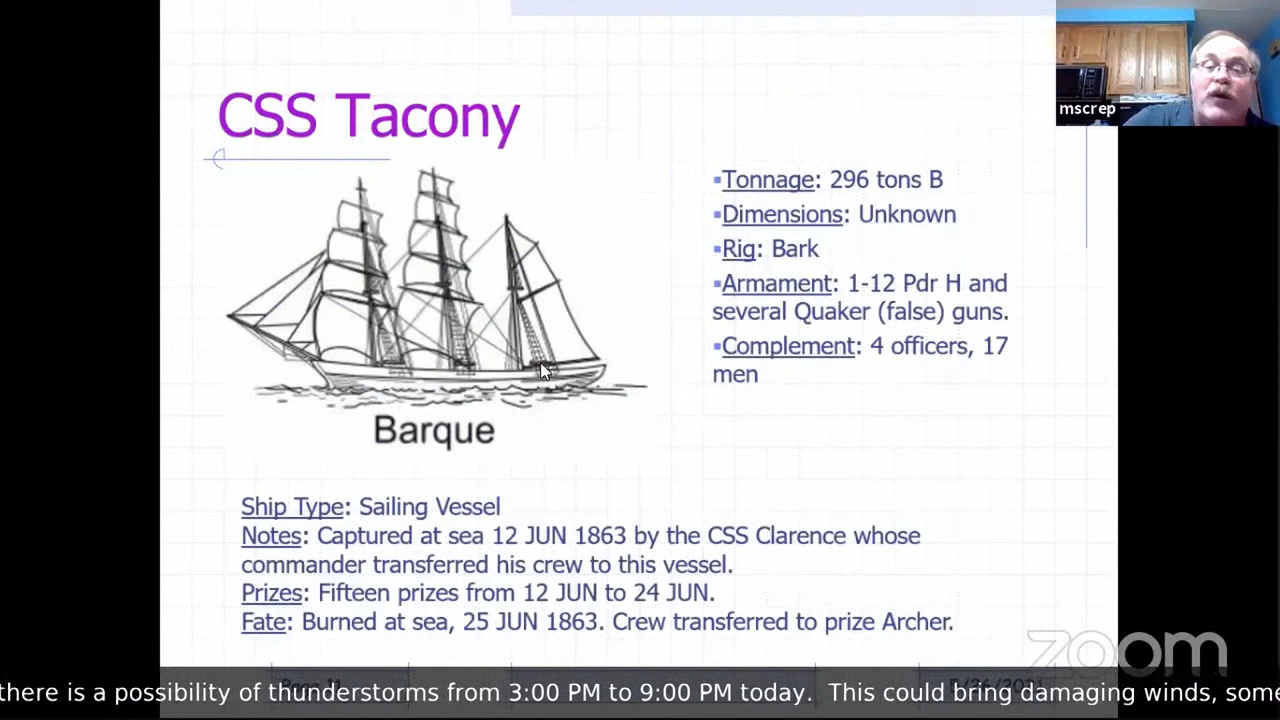 CSS Tacony
mscrep
▪Tonnage: 296 tons B
▪Dimensions: Unknown
▪Rig: Bark
▪Armament: 1-12 Pdr H and
several Quaker (false) guns.
▪Complement: 4 officers, 17
men
Barque
Ship Type: Sailing Vessel
Notes: Captured at sea 12 JUN 1863 by the CSS Clarence whose
commander transferred his crew to this vessel.
Prizes: Fifteen prizes from 12 JUN to 24 JUN.
Fate: Burned at sea, 25 JUN 1863. Crew transferred to prize Archer.
zoom
there is a possibility of thunderstorms from 3:00 PM to 9:00 PM today. This could bring damaging winds, some